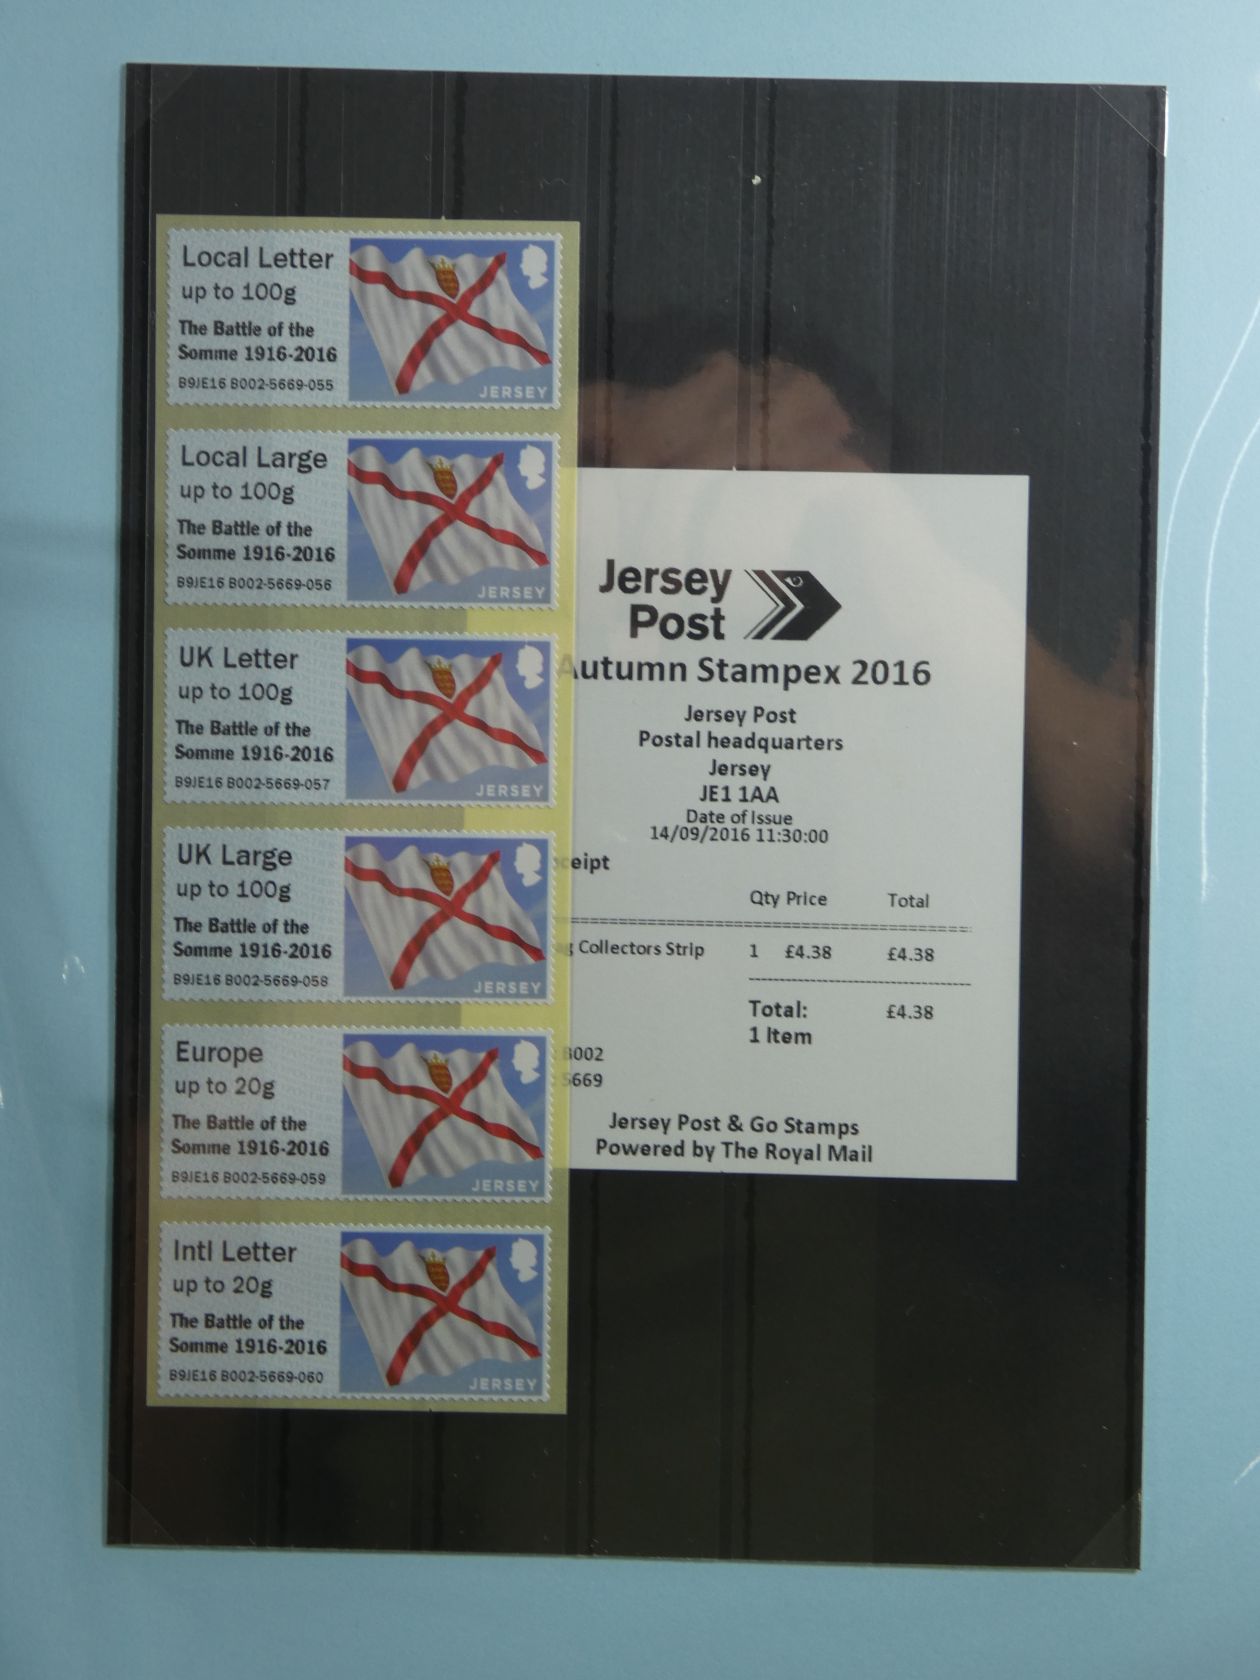 Local Letter
up to 100g
The Battle of the
Somme 1916-2016
B9JE16 B002-5669-055
JERSEY
Local Large
up to 100g
The Battle of the
Somme 1916-2016
B9JE16 B002-5669-056
JERSEY
UK Letter
up to 100g
The Battle of the
Somme 1916-2016
B9JE16 B002-5669-057
JERSEY
UK Large
up to 100g
The Battle of the
Somme 1916-2016
B9JE16 B002-5669-058
JERSEY
Europe
up to 20g
The Battle of the
Somme 1916-2016
B9JE16 B002-5669-059
JERSEY
Intl Letter
up to 20g
The Battle of the
Somme 1916-2016
B9JE16 B002-5669-060
JERSEY
Jersey
Post
Autumn Stampex 2016
Jersey Post
Postal headquarters
Jersey
JE1 1AA
Date of Issue
14/09/2016 11:30:00
ceipt
Qty Price Total
Collectors Strip 1 £4.38 £4.38
Total: £4.38
1 Item
B002
5669
Jersey Post & Go Stamps
Powered by The Royal Mail